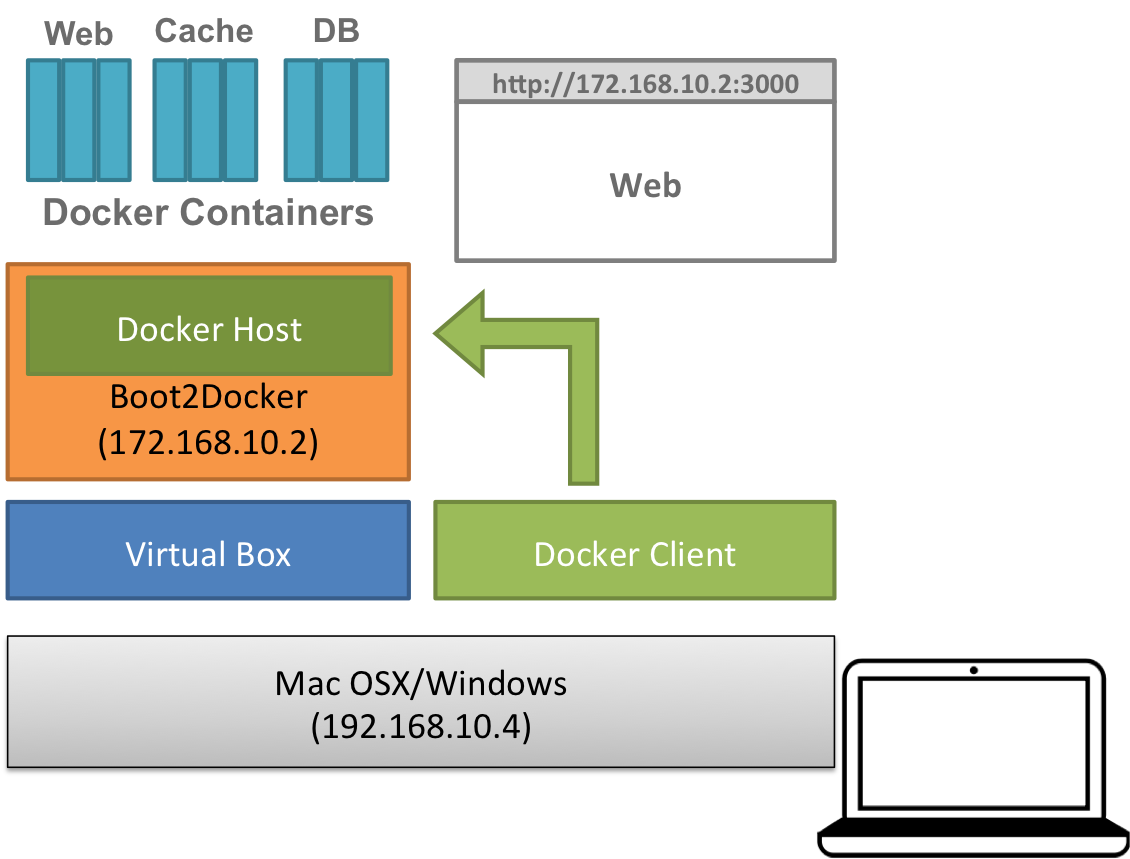 Web
Cache
DB
Docker Containers
http://172.168.10.2:3000
Web
Docker Host
Boot2Docker
(172.168.10.2)
Virtual Box
Docker Client
Mac OSX/Windows
(192.168.10.4)